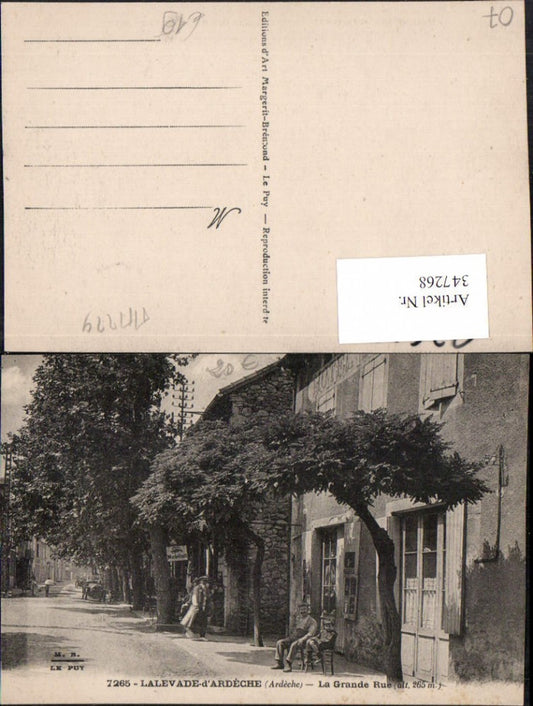 Editions d'Art Margerit-Brémond - Le Puy — Reproduction interdite
M
Artikel Nr.
347268
20 €
M. B.
LE PUY
7265 - LALEVADE-d'ARDÈCHE (Ardèche) — La Grande Rue (alt. 265 m.)